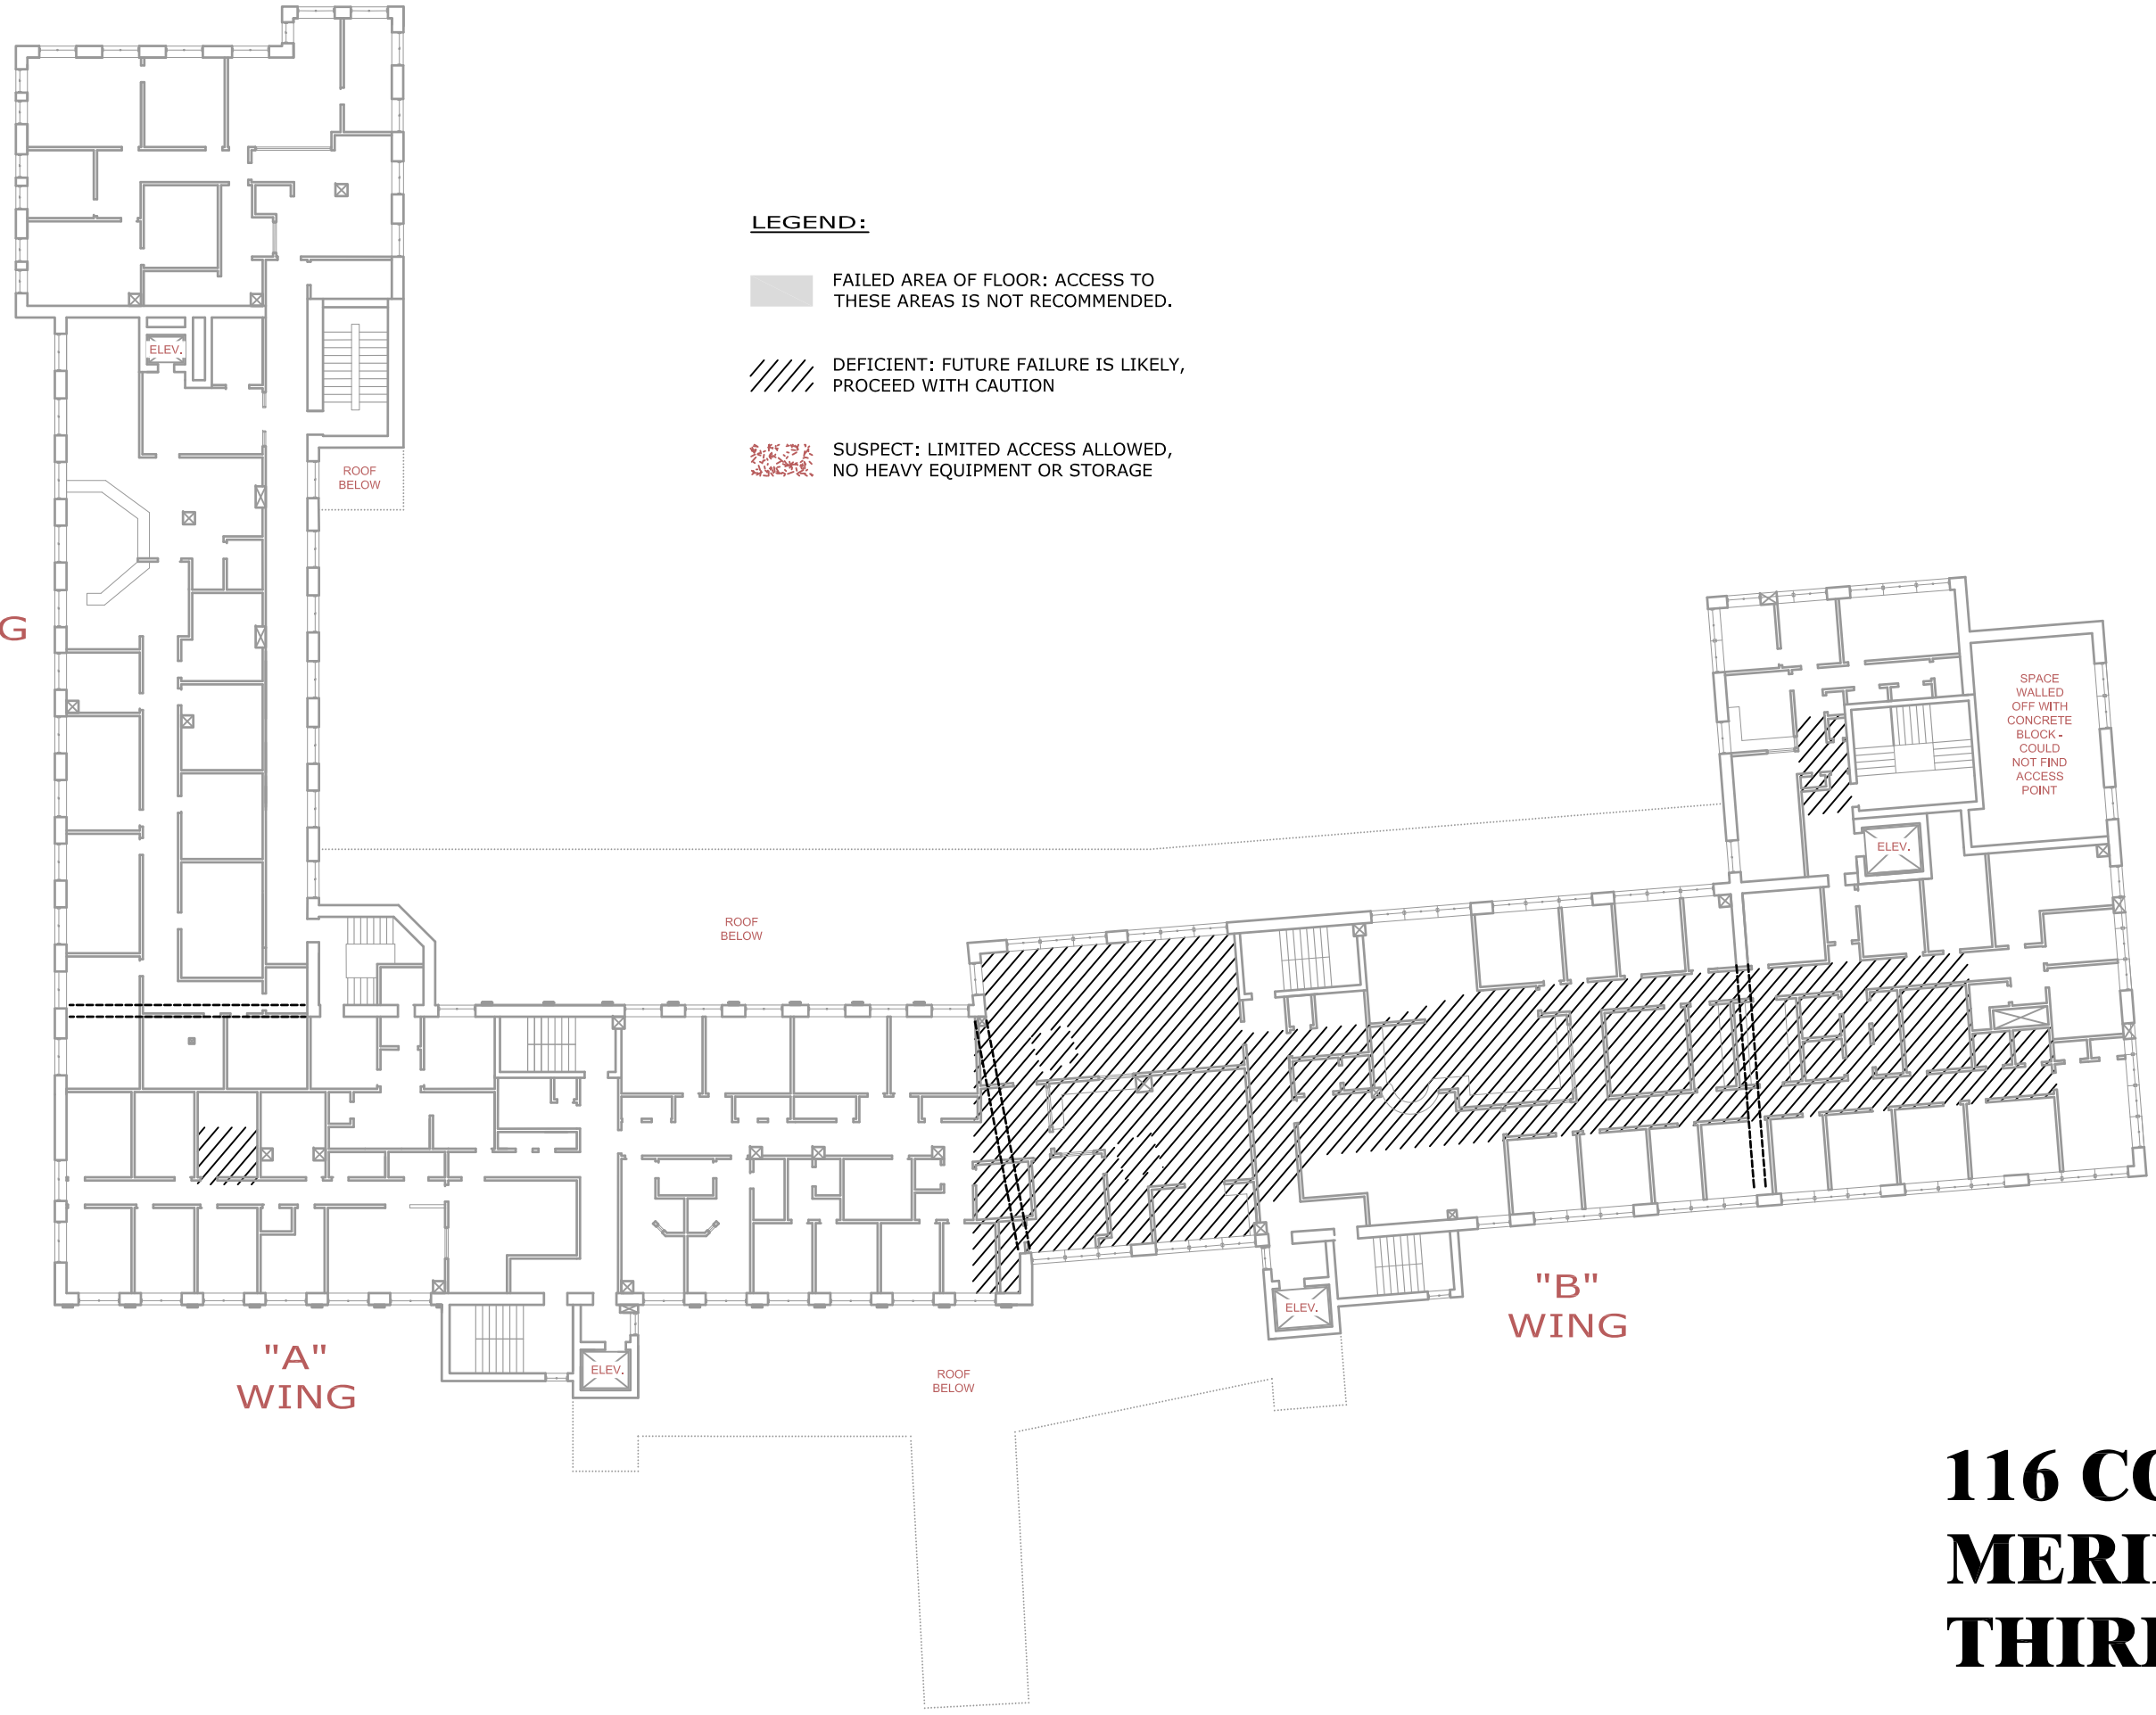 LEGEND:
FAILED AREA OF FLOOR: ACCESS TO
THESE AREAS IS NOT RECOMMENDED.
DEFICIENT: FUTURE FAILURE IS LIKELY,
PROCEED WITH CAUTION
SUSPECT: LIMITED ACCESS ALLOWED,
NO HEAVY EQUIPMENT OR STORAGE
ELEV.
ROOF
BELOW
G
SPACE
WALLED
OFF WITH
CONCRETE
BLOCK -
COULD
NOT FIND
ACCESS
POINT
ELEV.
ROOF
BELOW
"B"
WING
ELEV.
"A"
WING
ELEV.
ROOF
BELOW
116 CO
MERI
THIRI